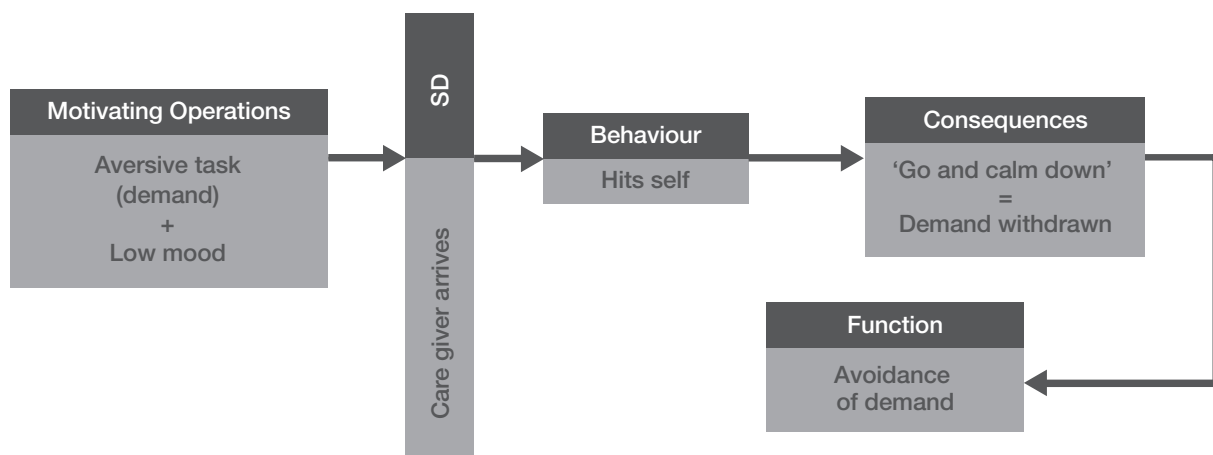 Motivating Operations
Aversive task
(demand)
+
Low mood
SD
Care giver arrives
Behaviour
Hits self
Consequences
‘Go and calm down’
=
Demand withdrawn
Function
Avoidance
of demand